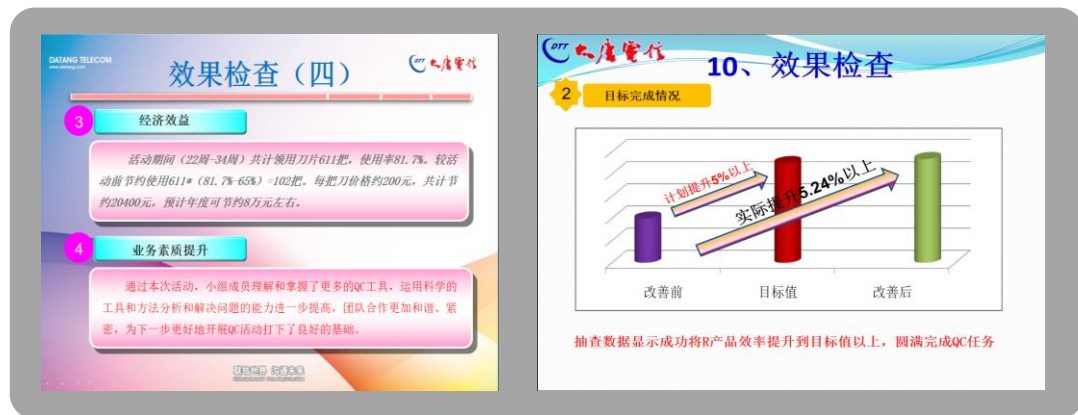 DATANG TELECOM
效果检查（四）
DTT 大唐电信
3
经济效益
活动期间（22周-34周）共计领用刀片611把，使用率81.7%。较活
动前节约使用611*（81.7%-65%）=102把。每把刀价格约200元，共计节
约20400元。预计年度可节约8万元左右。
4
业务素质提升
通过本次活动，小组成员理解和掌握了更多的QC工具，运用科学的
工具和方法分析和解决问题的能力进一步提高，团队合作更加和谐、紧
密，为下一步更好地开展QC活动打下了良好的基础。
联结世界 沟通未来
DTT 大唐电信
10、效果检查
2
目标完成情况
计划提升5%以上
实际提升5.24%以上
改善前
目标值
改善后
抽查数据显示成功将R产品效率提升到目标值以上，圆满完成QC任务